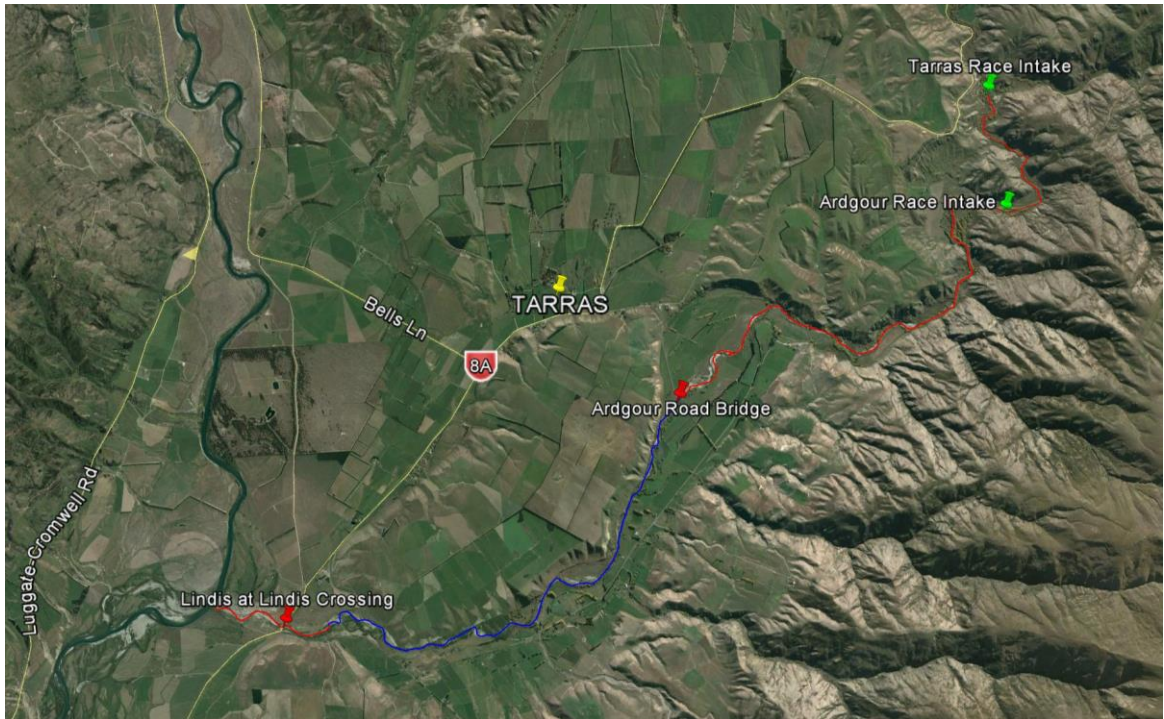 Tarras Race Intake
Ardgour Race Intake
TARRAS
Bells Ln
8A
Ardgour Road Bridge
Luggate-Cromwell Rd
Lindis at Lindis Crossing